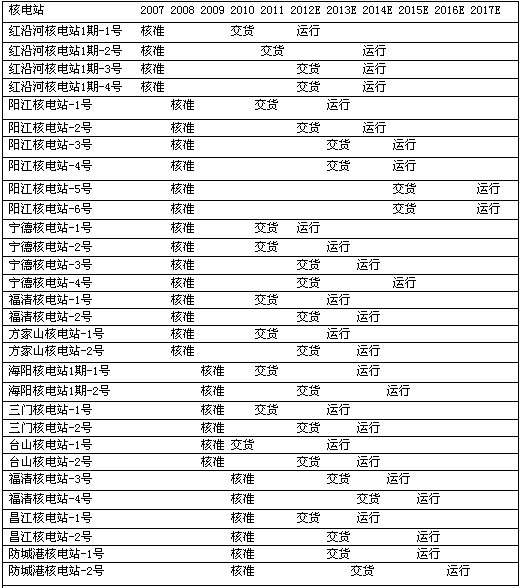 核电站 2007 2008 2009 2010 2011 2012E 2013E 2014E 2015E 2016E 2017E
红沿河核电站1期-1号 核准 交货 运行
红沿河核电站1期-2号 核准 交货 运行
红沿河核电站1期-3号 核准 交货 运行
红沿河核电站1期-4号 核准 交货 运行
阳江核电站-1号 核准 交货 运行
阳江核电站-2号 核准 交货 运行
阳江核电站-3号 核准 交货 运行
阳江核电站-4号 核准 交货 运行
阳江核电站-5号 核准 交货 运行
阳江核电站-6号 核准 交货 运行
宁德核电站-1号 核准 交货 运行
宁德核电站-2号 核准 交货 运行
宁德核电站-3号 核准 交货 运行
宁德核电站-4号 核准 交货 运行
福清核电站-1号 核准 交货 运行
福清核电站-2号 核准 交货 运行
方家山核电站-1号 核准 交货 运行
方家山核电站-2号 核准 交货 运行
海阳核电站1期-1号 核准 交货 运行
海阳核电站1期-2号 核准 交货 运行
三门核电站-1号 核准 交货 运行
三门核电站-2号 核准 交货 运行
台山核电站-1号 核准 交货 运行
台山核电站-2号 核准 交货 运行
福清核电站-3号 核准 交货 运行
福清核电站-4号 核准 交货 运行
昌江核电站-1号 核准 交货 运行
昌江核电站-2号 核准 交货 运行
防城港核电站-1号 核准 交货 运行
防城港核电站-2号 核准 交货 运行